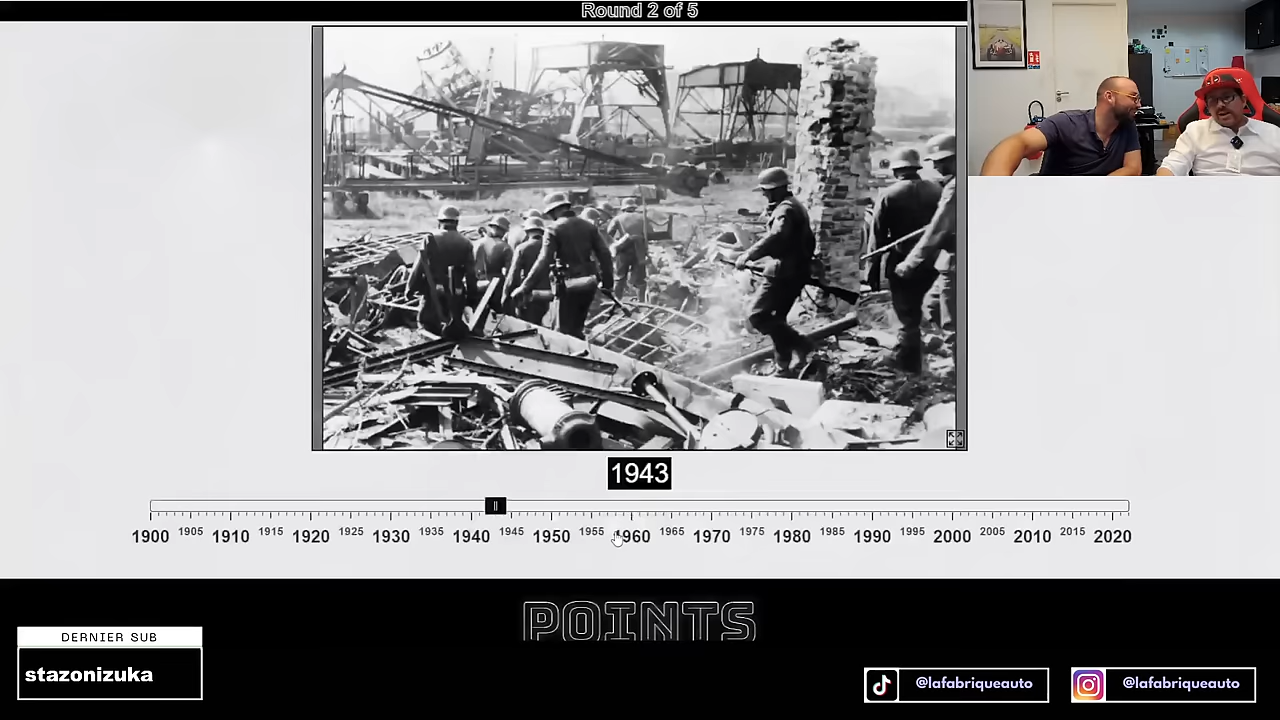 Round 2 of 5
1943
1900 1905 1910 1915 1920 1925 1930 1935 1940 1945 1950 1955 1960 1965 1970 1975 1980 1985 1990 1995 2000 2005 2010 2015 2020
POINTS
DERNIER SUB
stazonizuka
@lafabriqueauto
@lafabriqueauto